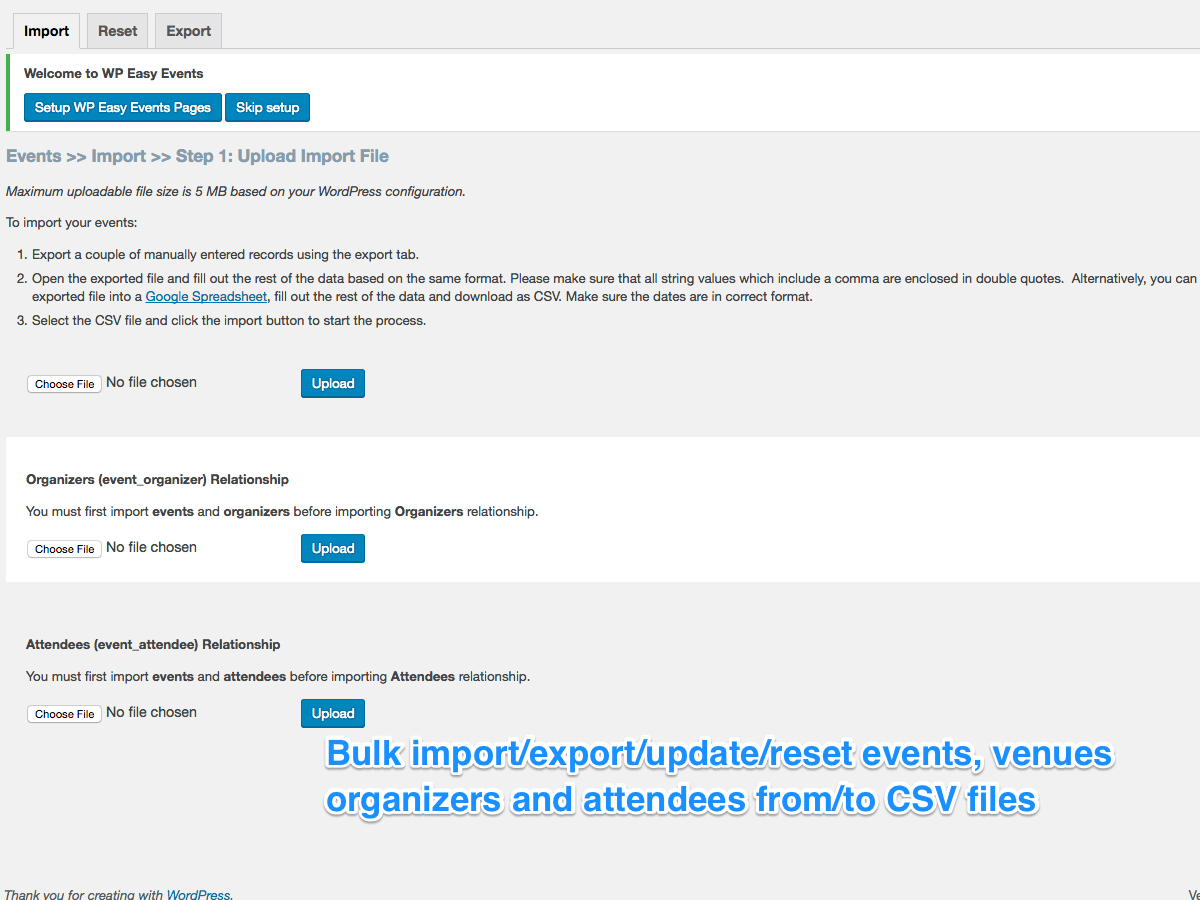 Import Reset Export
Welcome to WP Easy Events
Setup WP Easy Events Pages Skip setup
Events >> Import >> Step 1: Upload Import File
Maximum uploadable file size is 5 MB based on your WordPress configuration.
To import your events:
1. Export a couple of manually entered records using the export tab.
2. Open the exported file and fill out the rest of the data based on the same format. Please make sure that all string values which include a comma are enclosed in double quotes.  Alternatively, you can
exported file into a Google Spreadsheet, fill out the rest of the data and download as CSV. Make sure the dates are in correct format.
3. Select the CSV file and click the import button to start the process.
Choose File No file chosen Upload
Organizers (event_organizer) Relationship
You must first import events and organizers before importing Organizers relationship.
Choose File No file chosen Upload
Attendees (event_attendee) Relationship
You must first import events and attendees before importing Attendees relationship.
Choose File No file chosen Upload
Bulk import/export/update/reset events, venues
organizers and attendees from/to CSV files
Thank you for creating with WordPress.